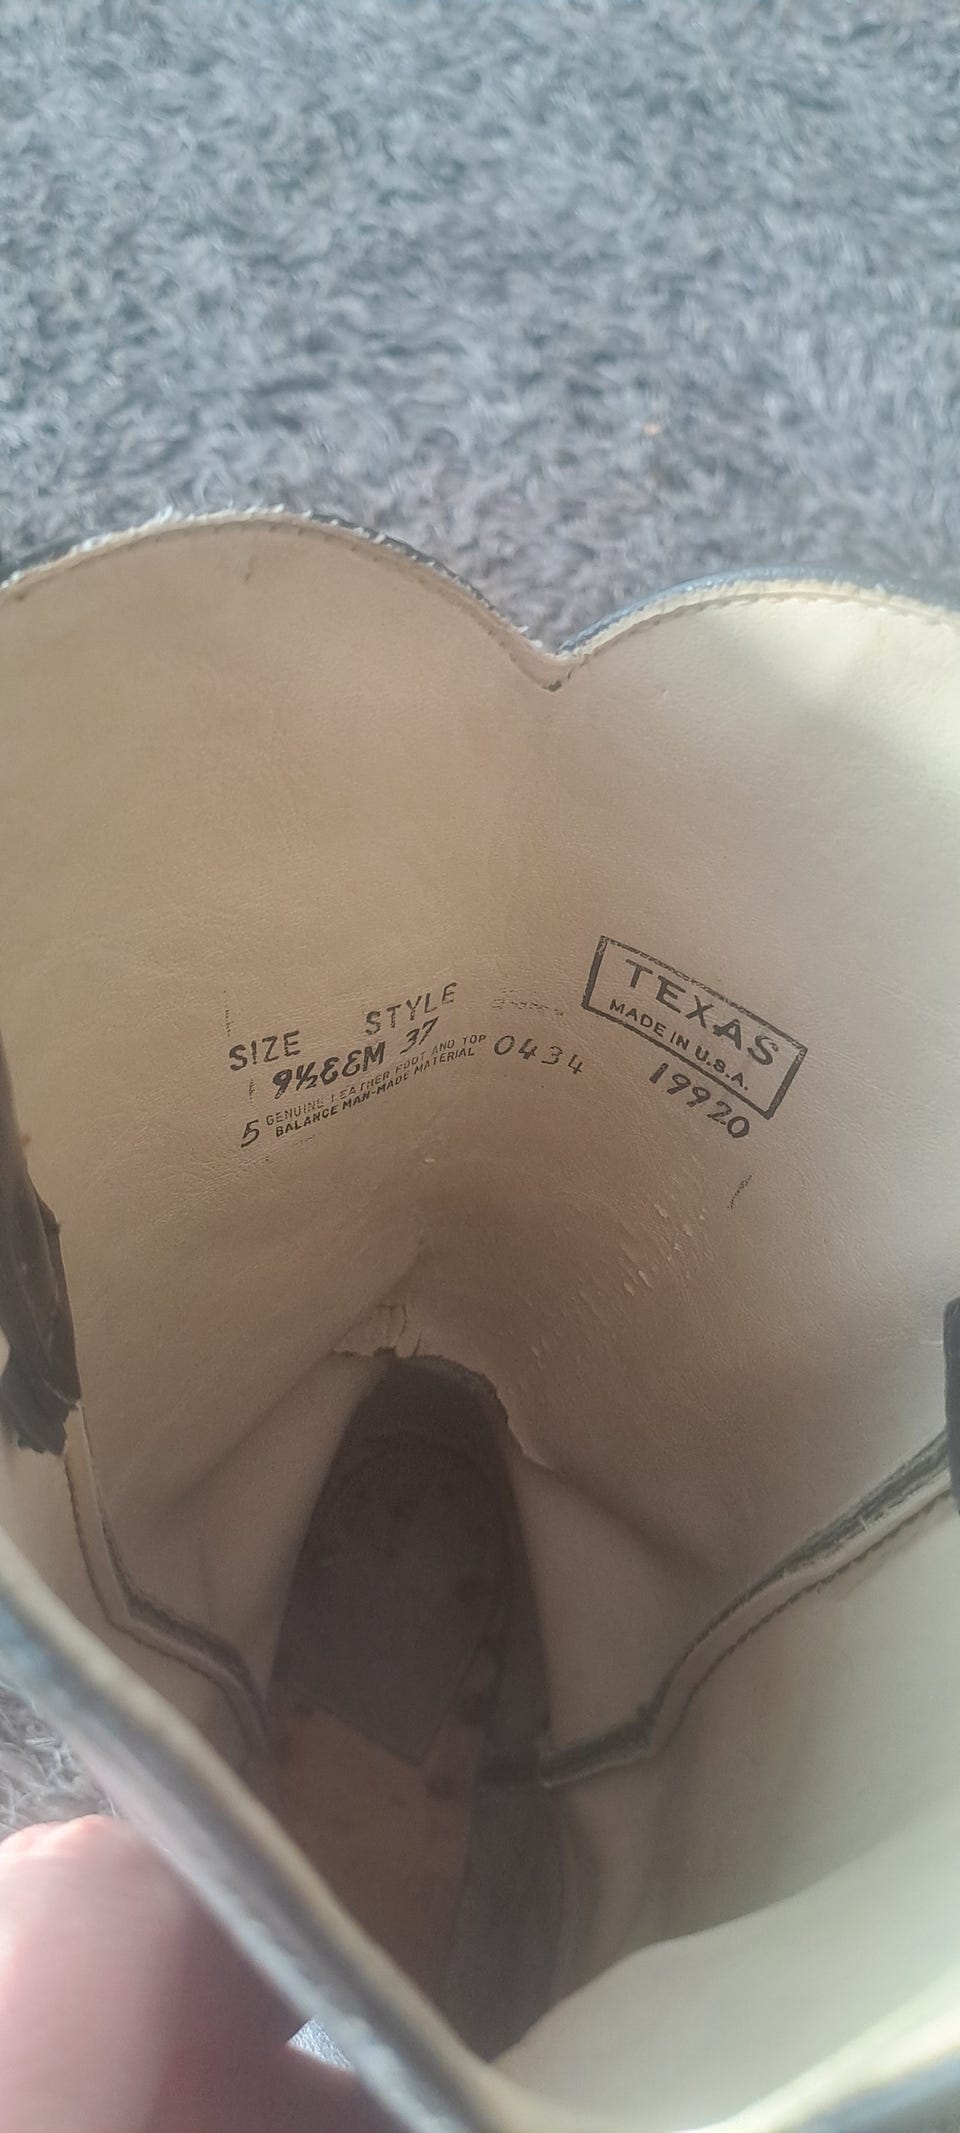 SIZE STYLE
9½EEM 37
5 GENUINE LEATHER FOOT AND TOP
BALANCE MAN-MADE MATERIAL
0434
TEXAS
MADE IN U.S.A.
19920